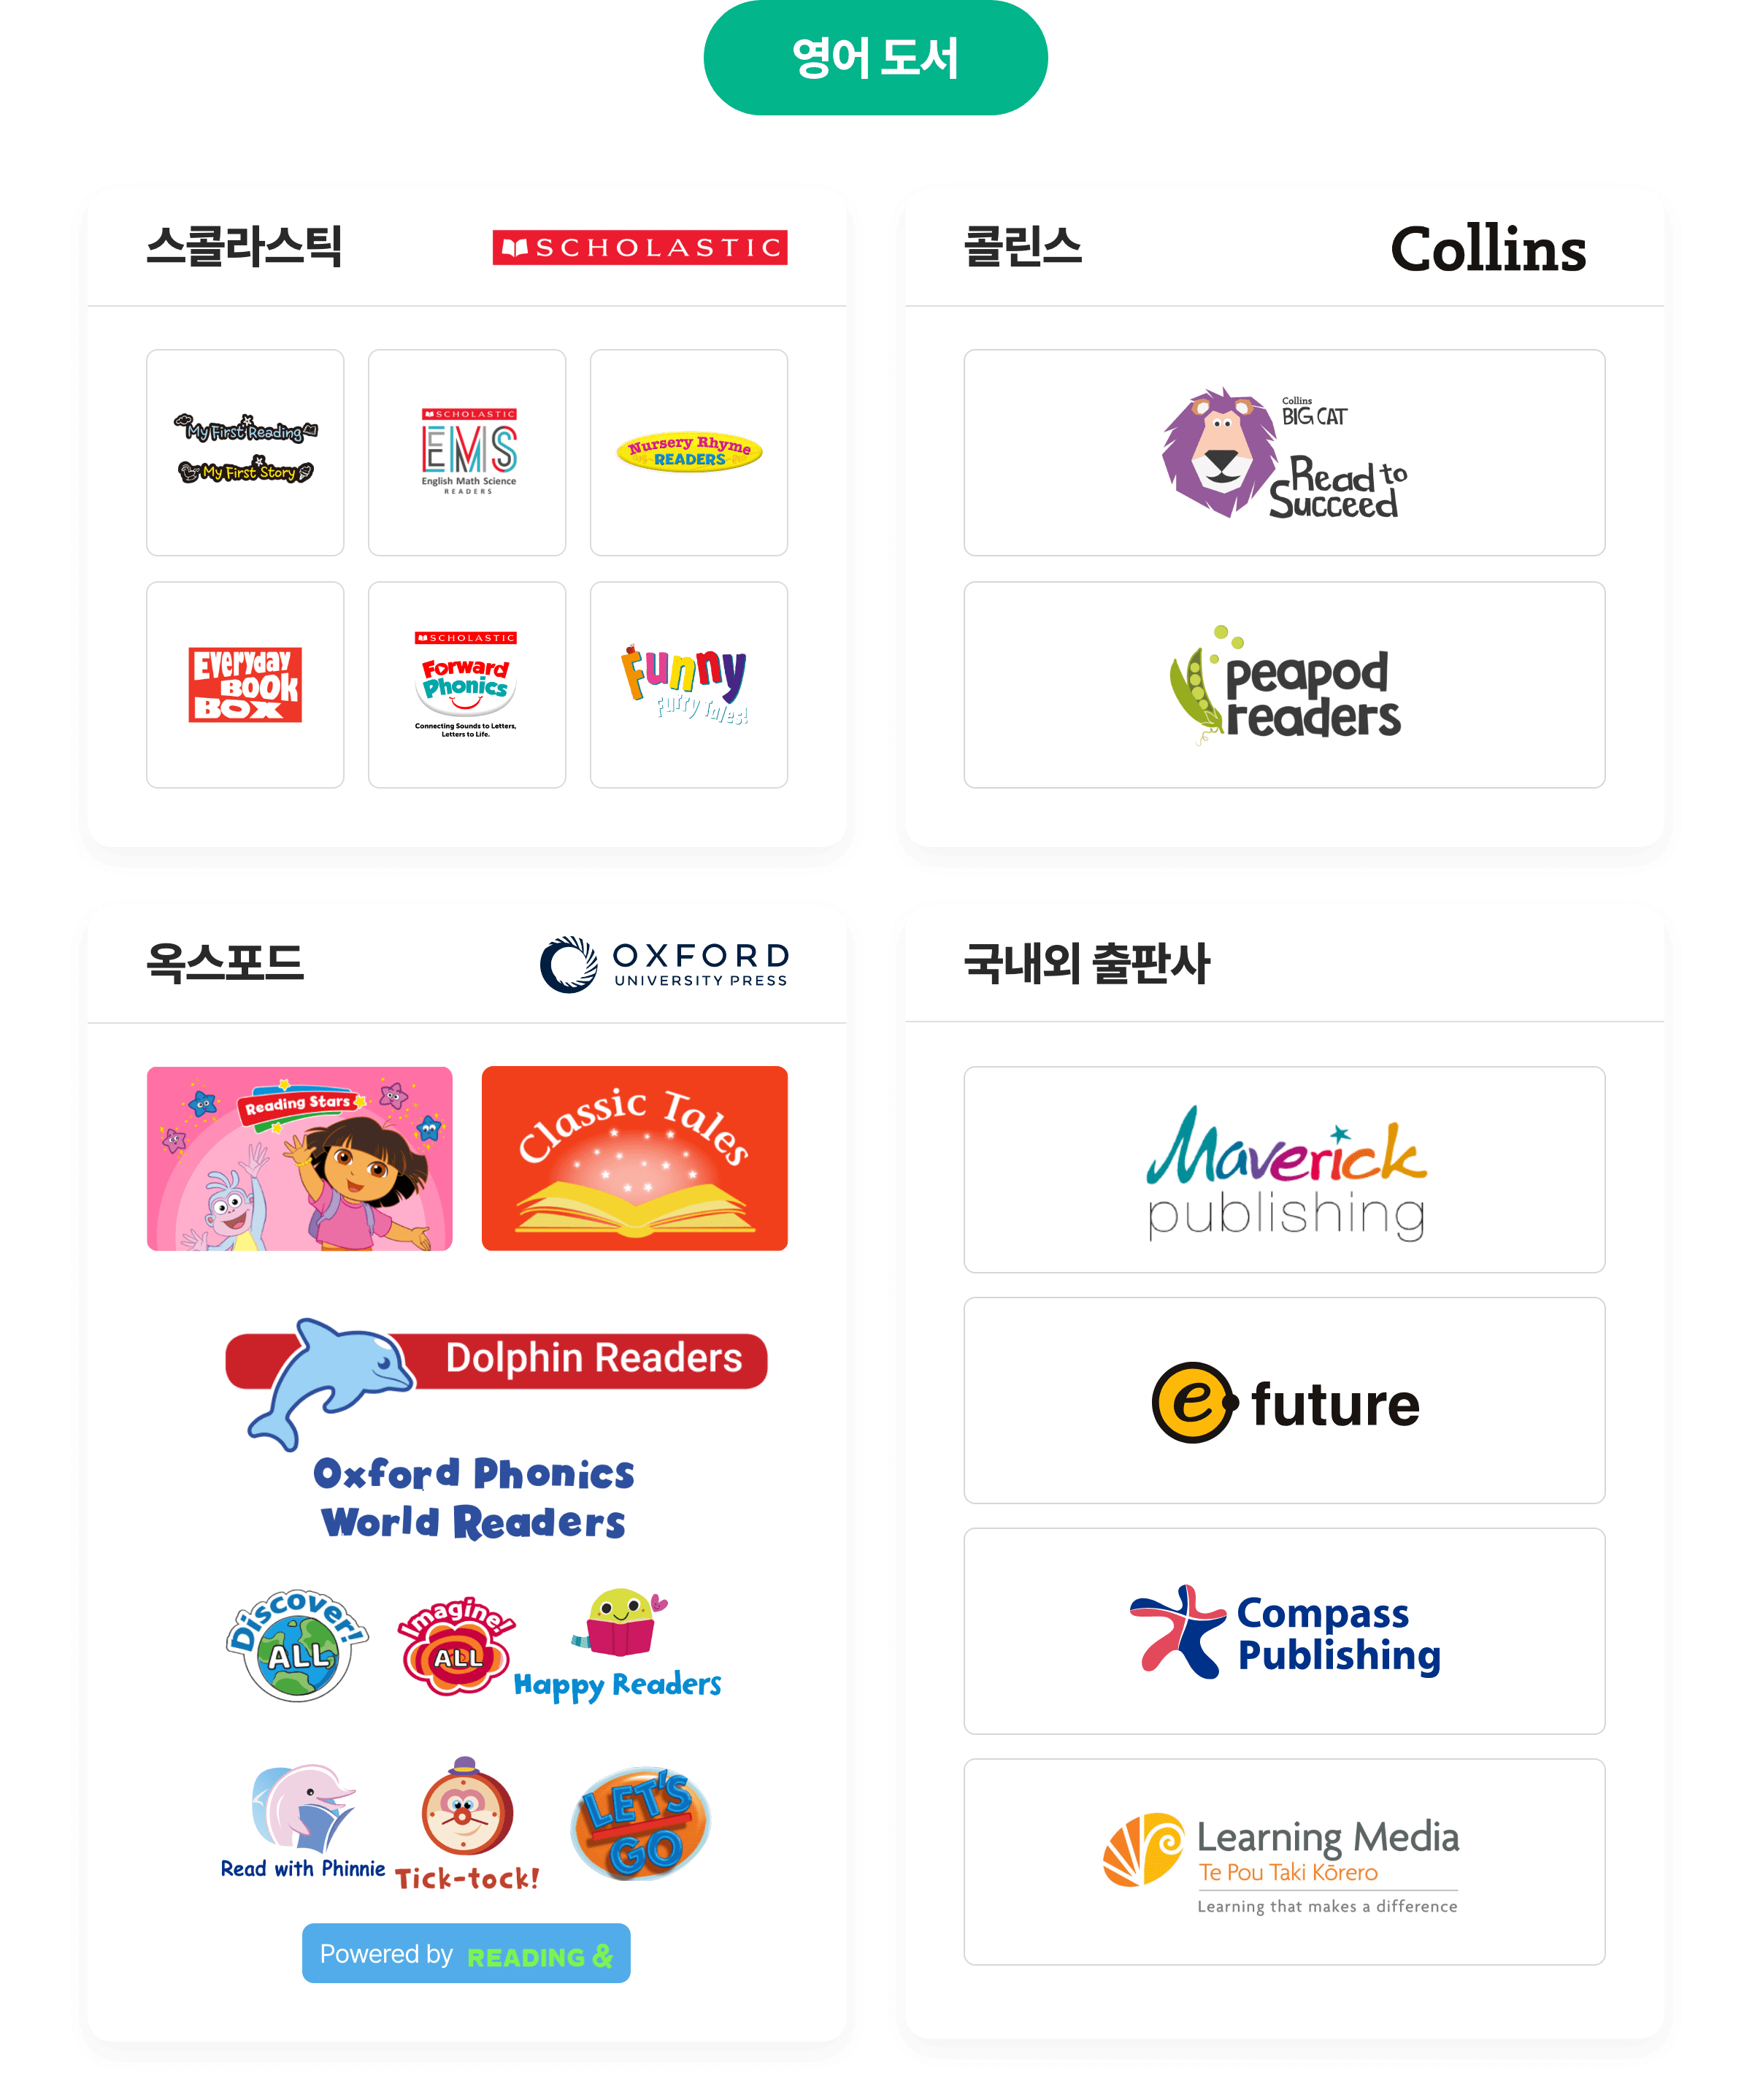 영어 도서
스콜라스틱
SCHOLASTIC
My First Reading
My First Story
SCHOLASTIC
EMS
English Math Science
READERS
Nursery Rhyme
READERS
EVeryday
BOOK
BOX
SCHOLASTIC
Forward
Phonics
Connecting Sounds to Letters,
Letters to Life.
Funny
Furry Tales!
콜린스
Collins
Collins
BIG CAT
Read to
Succeed
peapod
readers
옥스포드
OXFORD
UNIVERSITY PRESS
Reading Stars
Classic Tales
Dolphin Readers
Oxford Phonics
World Readers
Discover!
ALL
Imagine!
ALL
Happy Readers
Read with Phinnie
Tick-tock!
LET'S
GO
Powered by READING &
국내외 출판사
Maverick
publishing
e future
Compass
Publishing
Learning Media
Te Pou Taki Kōrero
Learning that makes a difference